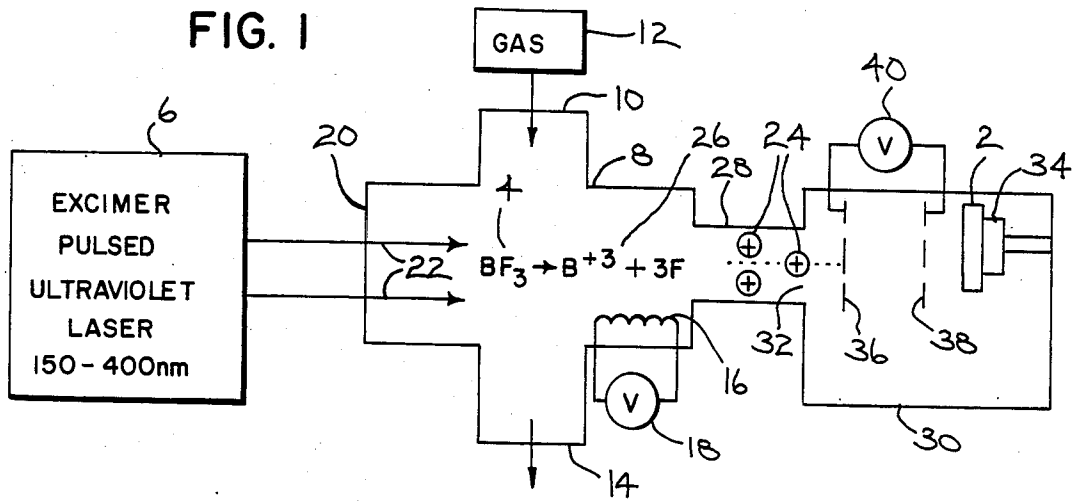 FIG. 1
GAS
12
10
40
6
20
8
26
24
28
2
34
EXCIMER
PULSED
ULTRAVIOLET
LASER
150-400nm
22
4
BF₃→B⁺³+3F
V
32
36
38
16
V
18
14
30